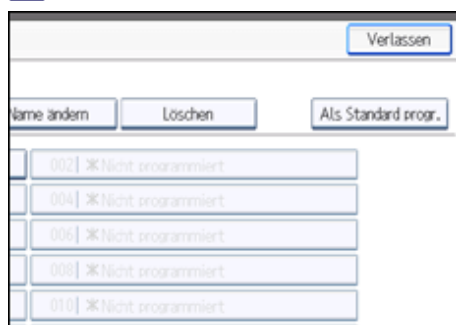 Verlassen
Name ändern Löschen Als Standard progr.
002 ✕Nicht programmiert
004 ✕Nicht programmiert
006 ✕Nicht programmiert
008 ✕Nicht programmiert
010 ✕Nicht programmiert